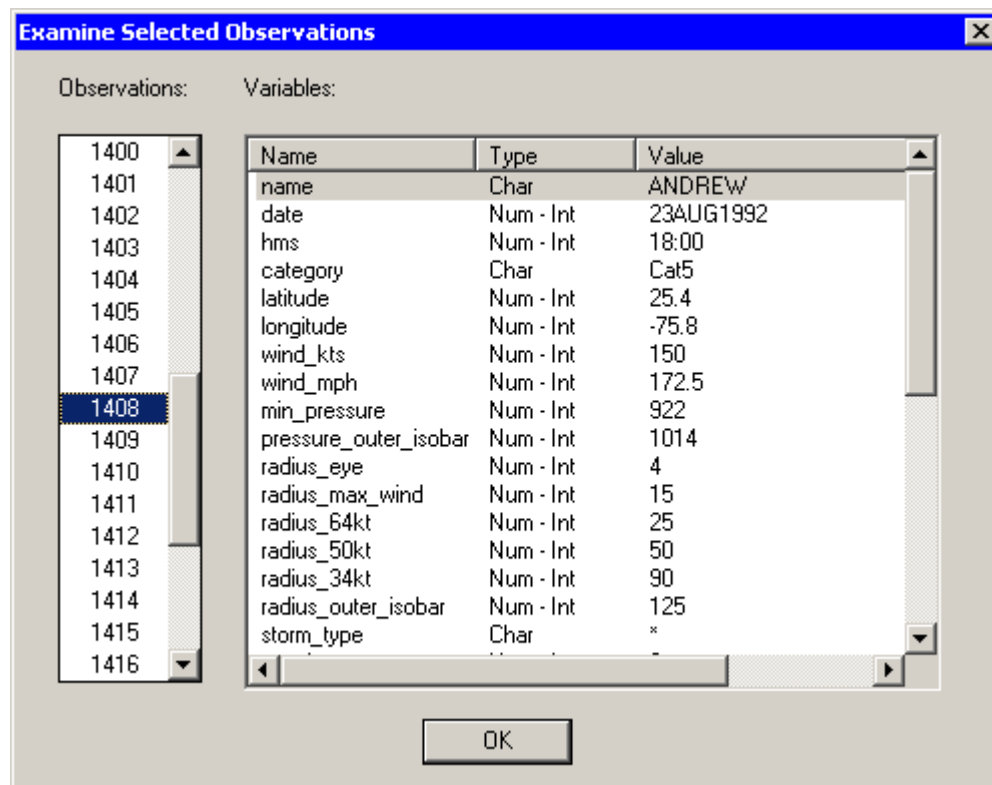 Examine Selected Observations
Observations: Variables:
1400
1401
1402
1403
1404
1405
1406
1407
1408
1409
1410
1411
1412
1413
1414
1415
1416
Name Type Value
name Char ANDREW
date Num - Int 23AUG1992
hms Num - Int 18:00
category Char Cat5
latitude Num - Int 25.4
longitude Num - Int -75.8
wind_kts Num - Int 150
wind_mph Num - Int 172.5
min_pressure Num - Int 922
pressure_outer_isobar Num - Int 1014
radius_eye Num - Int 4
radius_max_wind Num - Int 15
radius_64kt Num - Int 25
radius_50kt Num - Int 50
radius_34kt Num - Int 90
radius_outer_isobar Num - Int 125
storm_type Char *
OK